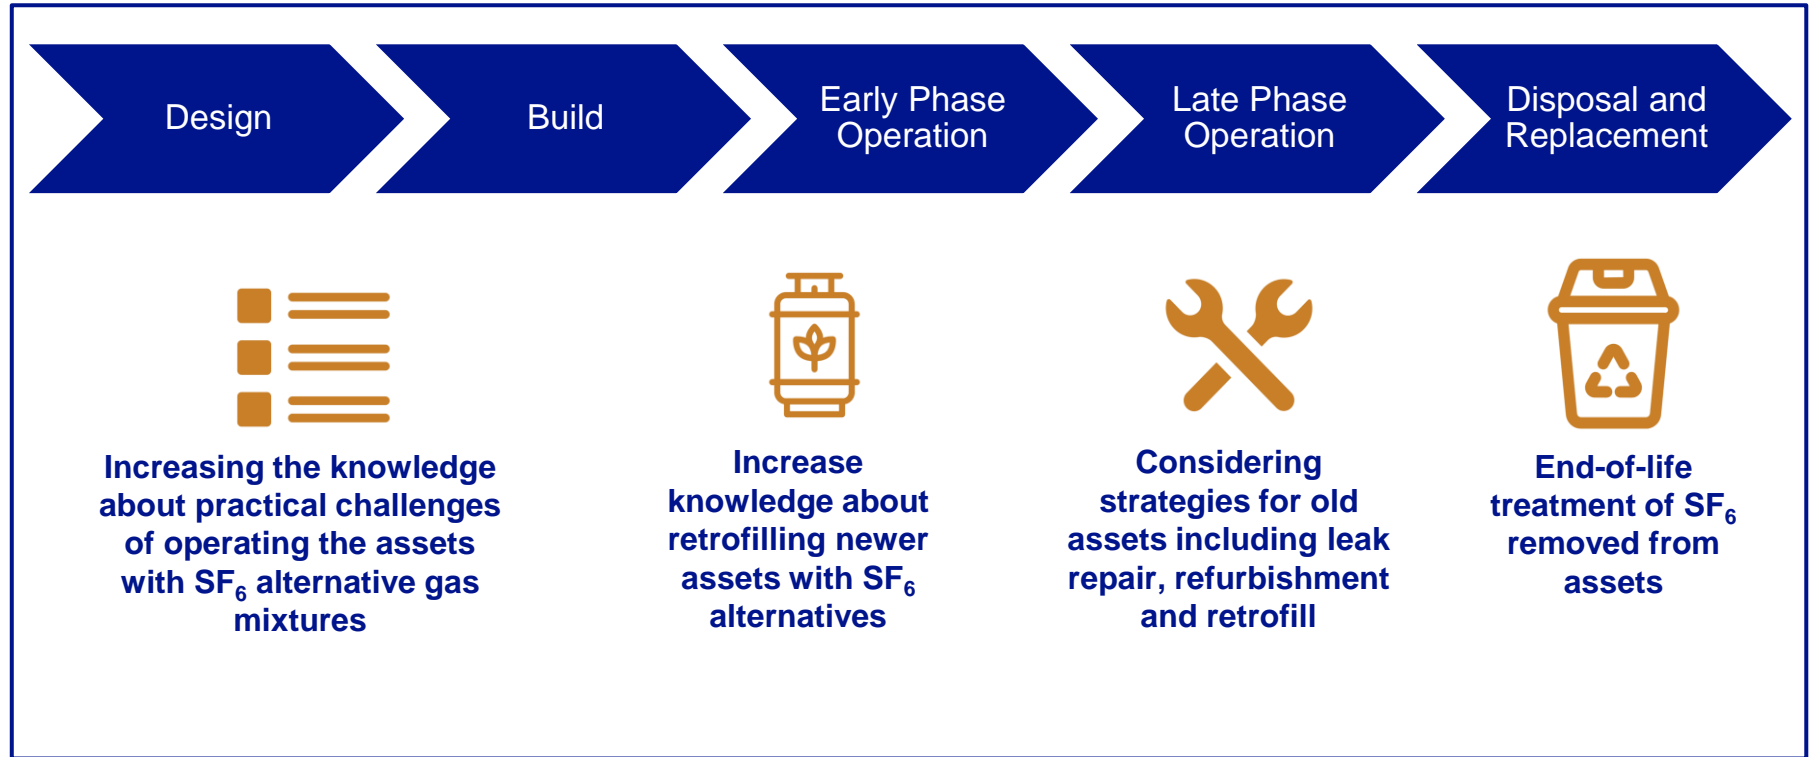 Design
Build
Early Phase
Operation
Late Phase
Operation
Disposal and
Replacement
Increasing the knowledge
about practical challenges
of operating the assets
with SF₆ alternative gas
mixtures
Increase
knowledge about
retrofilling newer
assets with SF₆
alternatives
Considering
strategies for old
assets including leak
repair, refurbishment
and retrofill
End-of-life
treatment of SF₆
removed from
assets